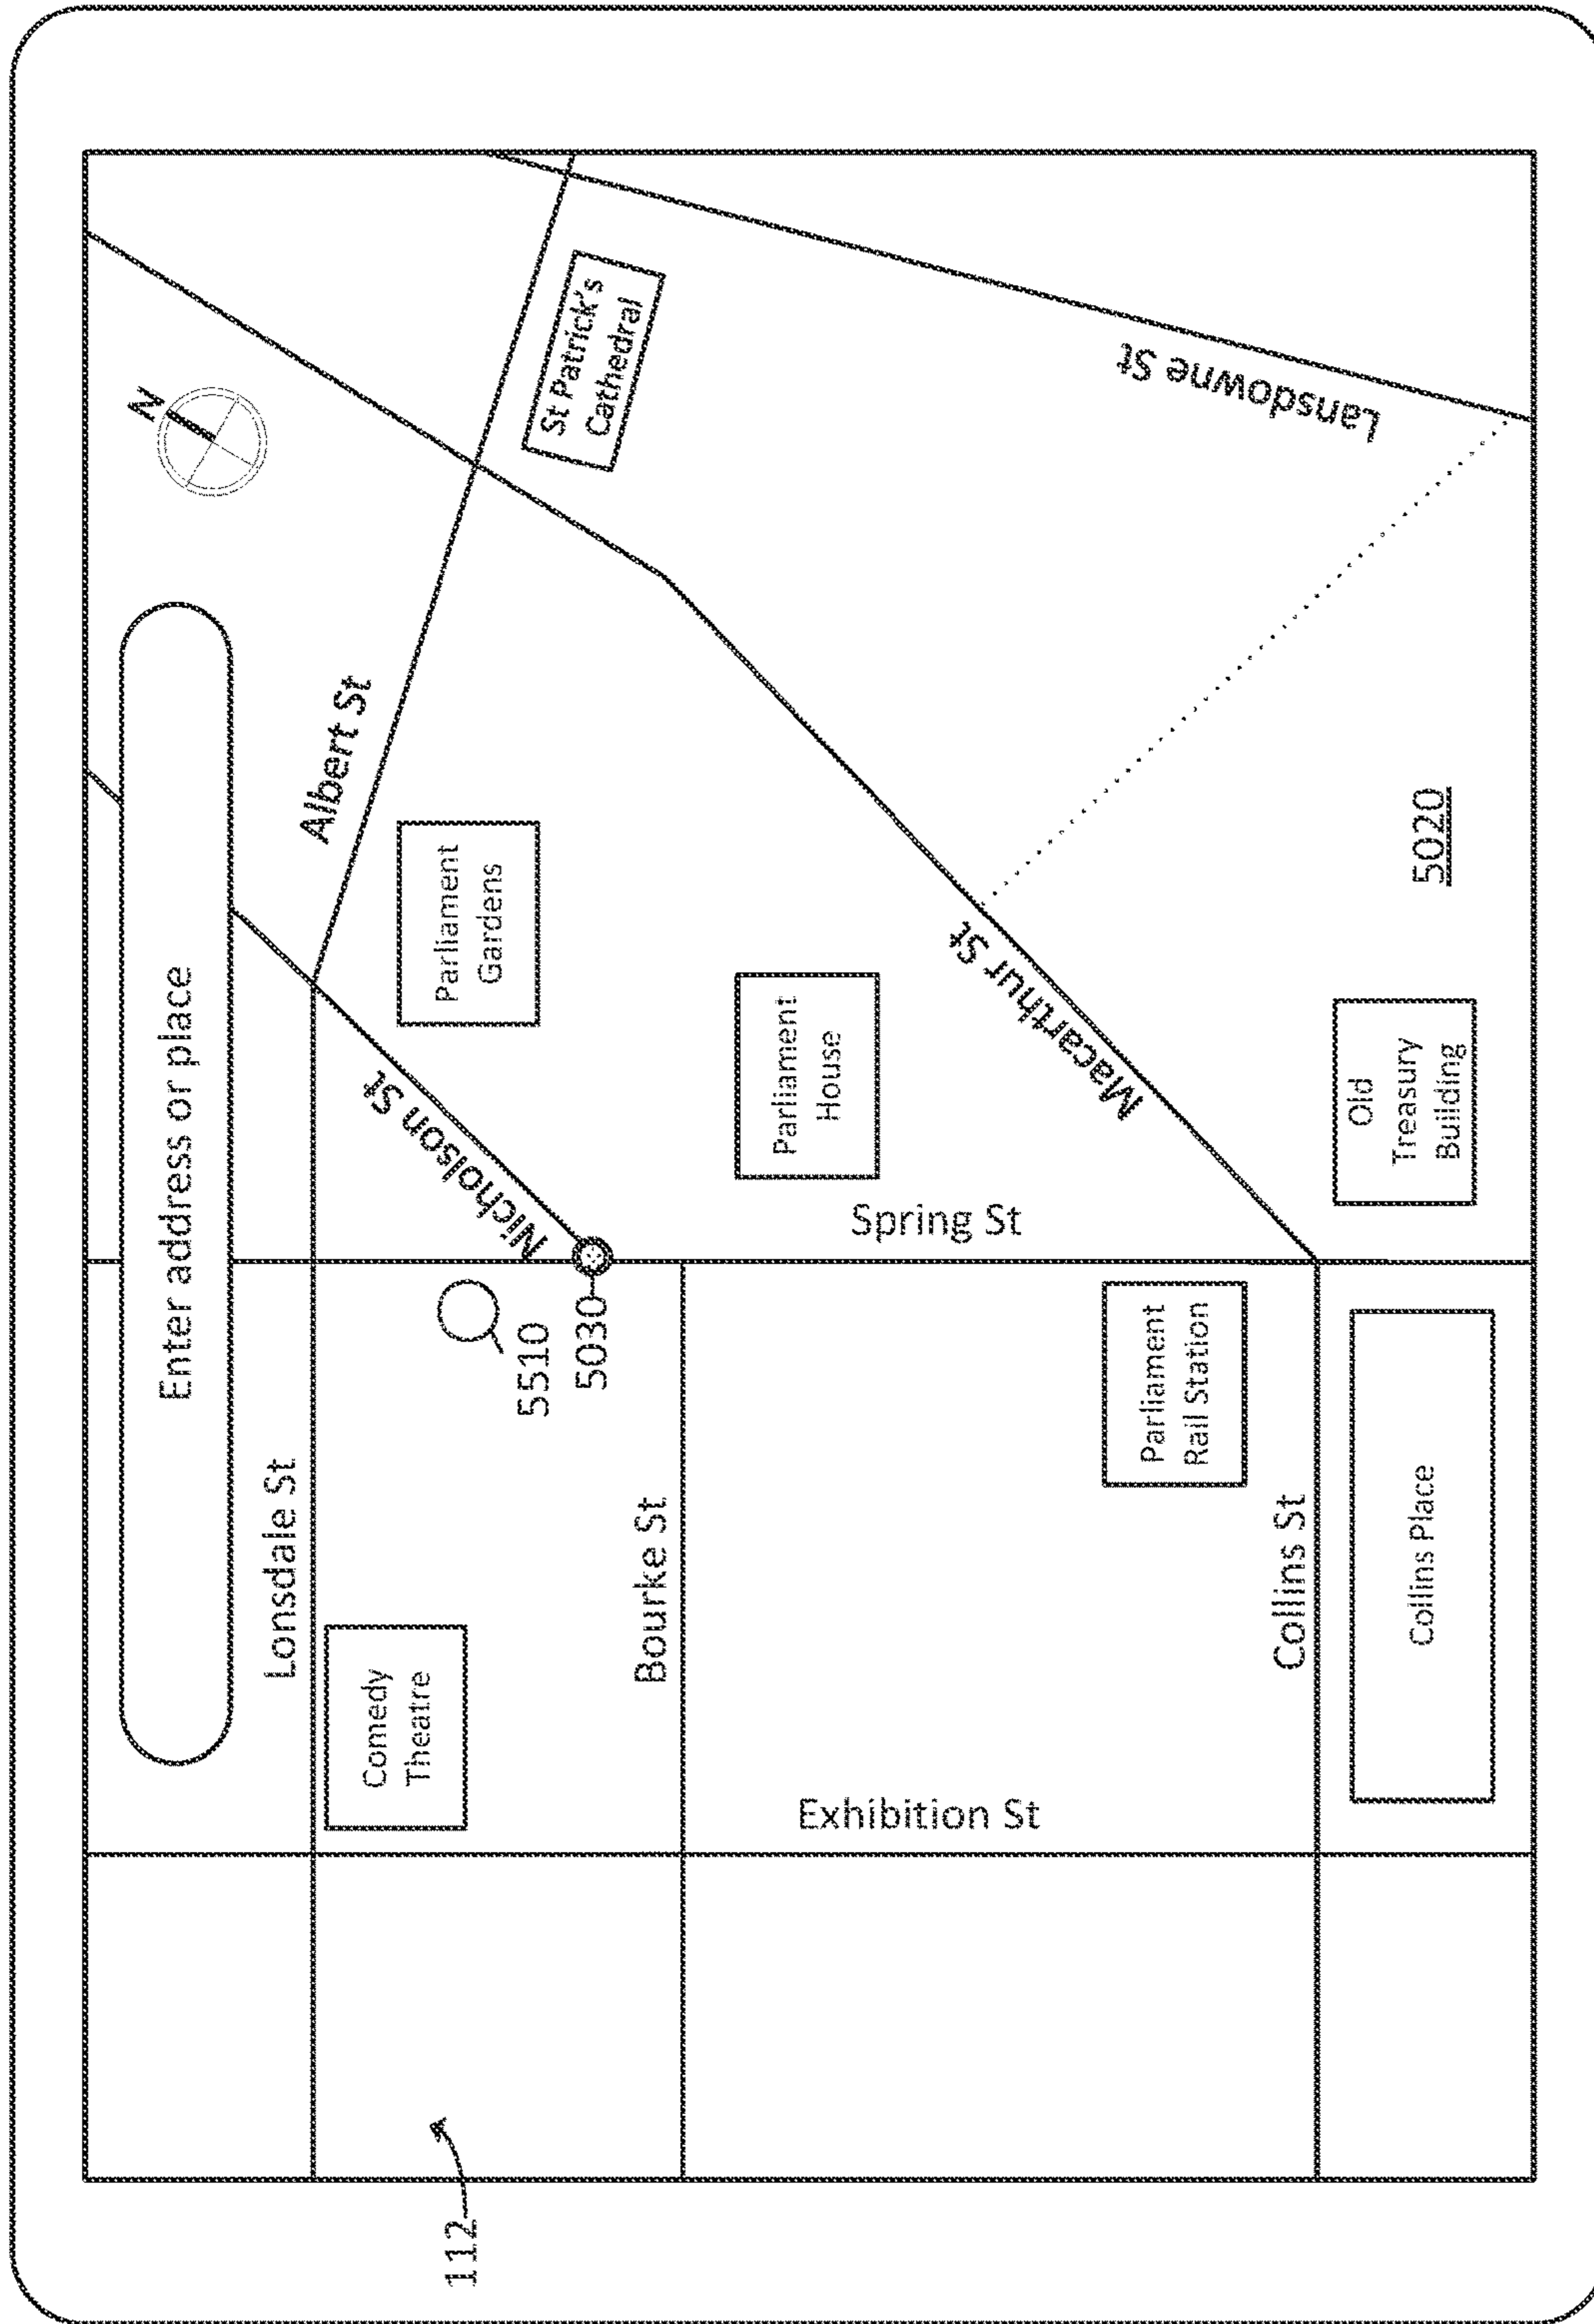 Enter address or place
N
Lonsdale St
Albert St
Comedy
Theatre
Nicholson St
Parliament
Gardens
St Patrick's
Cathedral
112
5510
5030
Bourke St
Exhibition St
Spring St
Parliament
House
Macarthur St
Lansdowne St
Parliament
Rail Station
Collins St
Collins Place
Old
Treasury
Building
5020